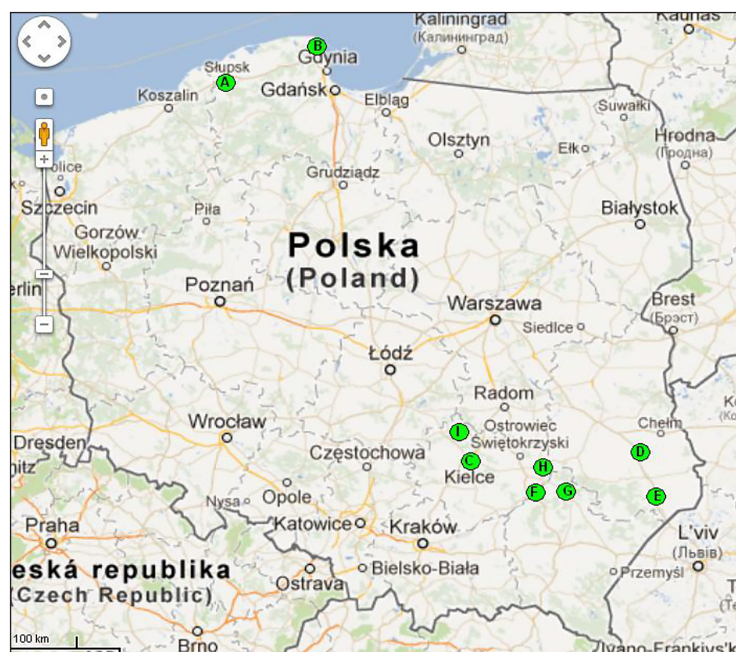 Kaliningrad
(Калининград)
Kaunas
B
Gdynia
Słupsk
A
Koszalin
Gdańsk
Elbląg
Suwałki
Olsztyn
Ełk
Hrodna
(Гродна)
olice
Szczecin
Grudziądz
Piła
Białystok
Gorzów
Wielkopolski
Polska
(Poland)
erlin
Poznań
Warszawa
Siedlce
Brest
(Брэст)
Łódź
Radom
Wrocław
I
Ostrowiec
Świętokrzyski
Chełm
Dresden
nitz
Częstochowa
C
Kielce
H
D
F
G
E
Nysa
Opole
Praha
Katowice
Kraków
L'viv
(Львів)
eská republika
(Czech Republic)
Ostrava
Bielsko-Biała
Przemyśl
100 km
Brno
Ivano-Frankivs'k